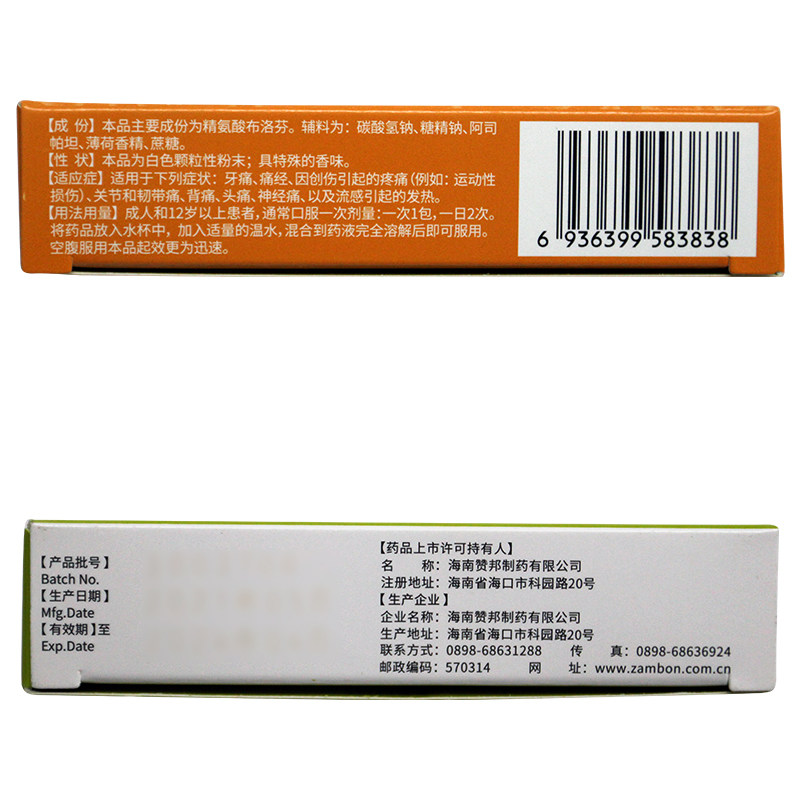 【成 份】本品主要成份为精氨酸布洛芬。辅料为：碳酸氢钠、糖精钠、阿司
帕坦、薄荷香精、蔗糖。
【性 状】本品为白色颗粒性粉末；具特殊的香味。
【适应症】适用于下列症状：牙痛、痛经、因创伤引起的疼痛（例如：运动性
损伤）、关节和韧带痛、背痛、头痛、神经痛、以及流感引起的发热。
【用法用量】成人和12岁以上患者，通常口服一次剂量：一次1包，一日2次。
将药品放入水杯中，加入适量的温水，混合到药液完全溶解后即可服用。
空腹服用本品起效更为迅速。
6 936399 583838
【产品批号】
Batch No.
【生产日期】
Mfg.Date
【有效期】至
Exp.Date
【药品上市许可持有人】
名 称：海南赞邦制药有限公司
注册地址：海南省海口市科园路20号
【生产企业】
企业名称：海南赞邦制药有限公司
生产地址：海南省海口市科园路20号
联系方式：0898-68631288 传 真：0898-68636924
邮政编码：570314 网 址：www.zambon.com.cn